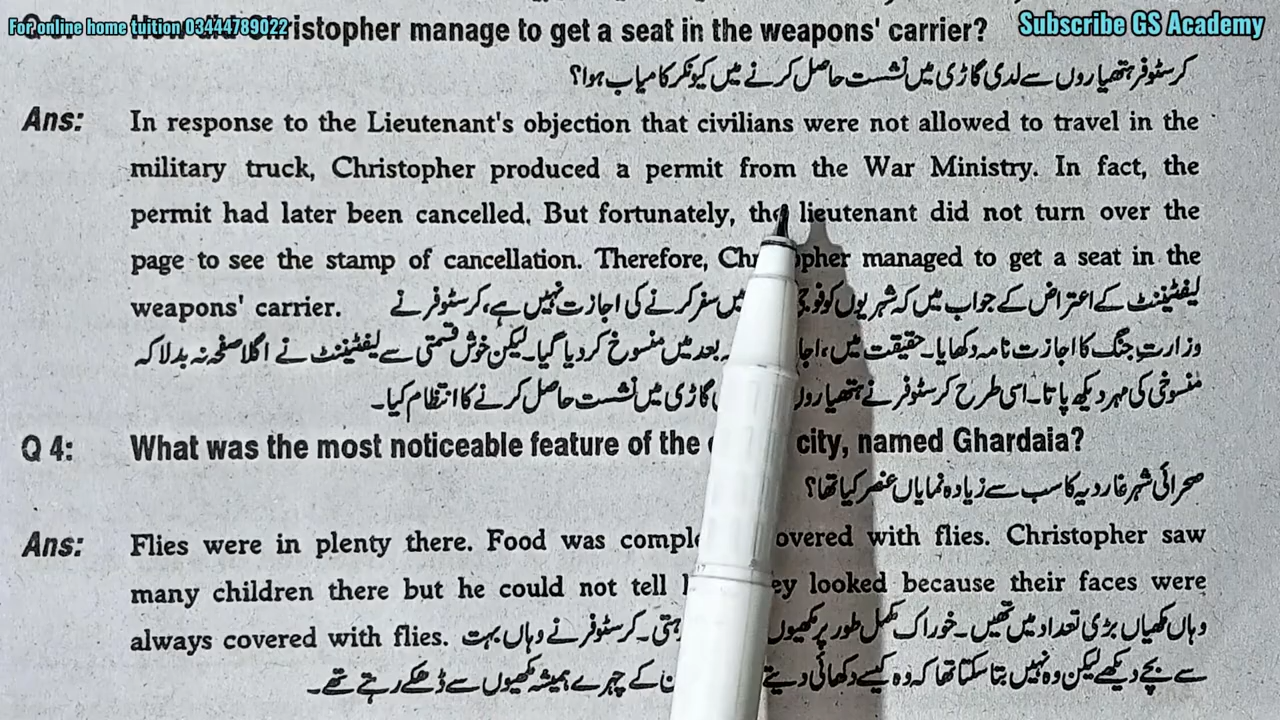 For online home tuition 03444789022
Subscribe GS Academy
Christopher manage to get a seat in the weapons' carrier?
کرسٹوفر ہتھیاروں سے لدی گاڑی میں نشست حاصل کرنے میں کیونکر کامیاب ہوا؟
Ans: In response to the Lieutenant's objection that civilians were not allowed to travel in the
military truck, Christopher produced a permit from the War Ministry. In fact, the
permit had later been cancelled. But fortunately, the lieutenant did not turn over the
page to see the stamp of cancellation. Therefore, Chr opher managed to get a seat in the
weapons' carrier. لیفٹیننٹ کے اعتراض کے جواب میں کہ شہریوں کو فوجی میں سفر کرنے کی اجازت نہیں ہے، کرسٹوفر نے
وزارتِ جنگ کا اجازت نامہ دکھایا۔ حقیقت میں، بعد میں منسوخ کر دیا گیا۔ لیکن خوش قسمتی سے لیفٹیننٹ نے اگلا صفحہ نہ بدلا کہ
منسوخی کی مہر دیکھ پاتا۔ اسی طرح کرسٹوفر نے گاڑی میں نشست حاصل کرنے کا انتظام کیا۔
Q 4: What was the most noticeable feature of the city, named Ghardaia?
صحرائی شہر غاردیہ کا سب سے زیادہ نمایاں عنصر کیا تھا؟
Ans: Flies were in plenty there. Food was comple overed with flies. Christopher saw
many children there but he could not tell ey looked because their faces were
always covered with flies. وہاں مکھیاں بڑی تعداد میں تھیں۔ خوراک مکمل طور پر مکھیوں ہتی۔ کرسٹوفر نے وہاں بہت
سے بچے دیکھے لیکن وہ نہیں بتا سکتا تھا کہ وہ کیسے دکھائی دیتے کے چہرے ہمیشہ مکھیوں سے ڈھکے رہتے تھے۔